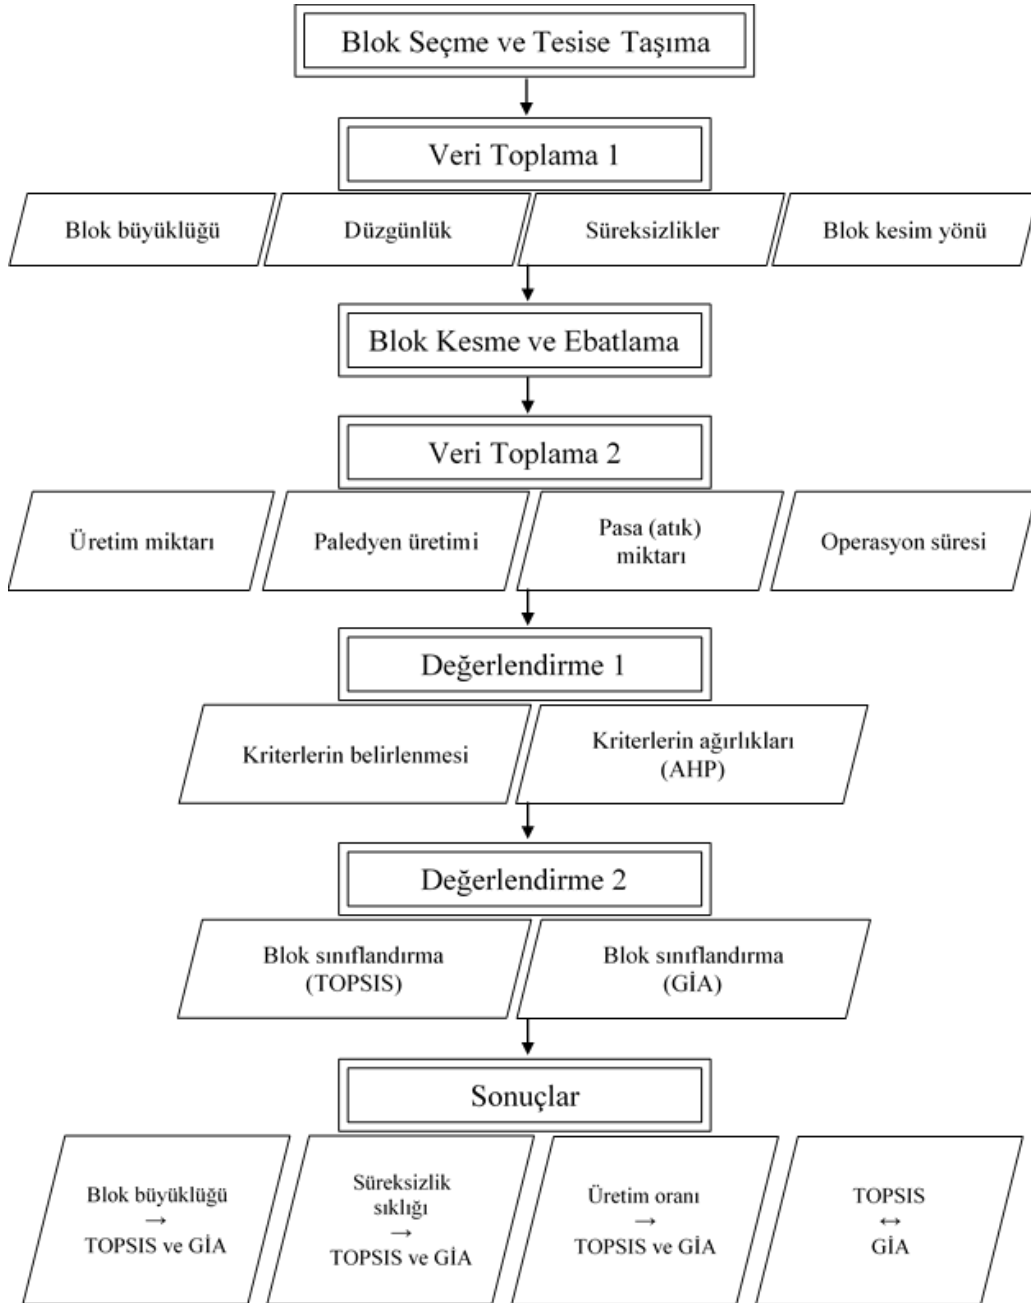 Blok Seçme ve Tesise Taşıma
Veri Toplama 1
Blok büyüklüğü
Düzgünlük
Süreksizlikler
Blok kesim yönü
Blok Kesme ve Ebatlama
Veri Toplama 2
Üretim miktarı
Paledyen üretimi
Pasa (atık)
miktarı
Operasyon süresi
Değerlendirme 1
Kriterlerin belirlenmesi
Kriterlerin ağırlıkları
(AHP)
Değerlendirme 2
Blok sınıflandırma
(TOPSIS)
Blok sınıflandırma
(GİA)
Sonuçlar
Blok büyüklüğü
→
TOPSIS ve GİA
Süreksizlik
sıklığı
→
TOPSIS ve GİA
Üretim oranı
→
TOPSIS ve GİA
TOPSIS
↔
GİA